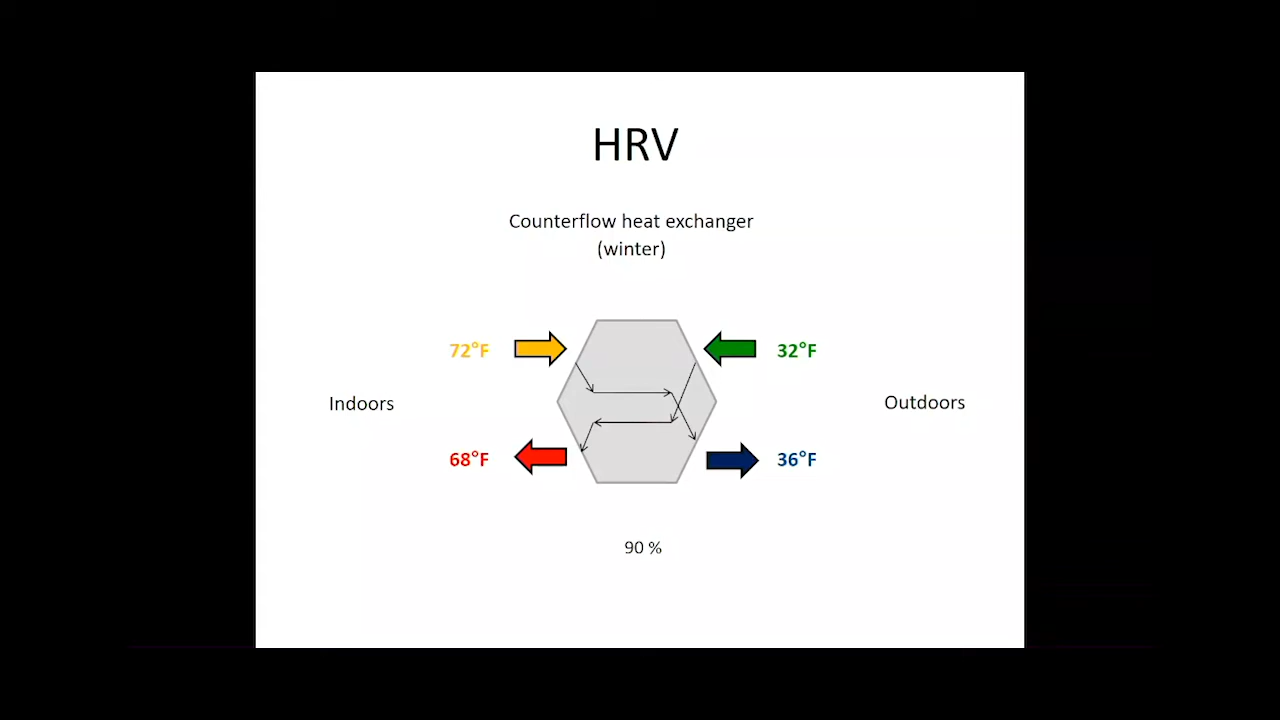 HRV
Counterflow heat exchanger
(winter)
72°F
32°F
Indoors
Outdoors
68°F
36°F
90 %